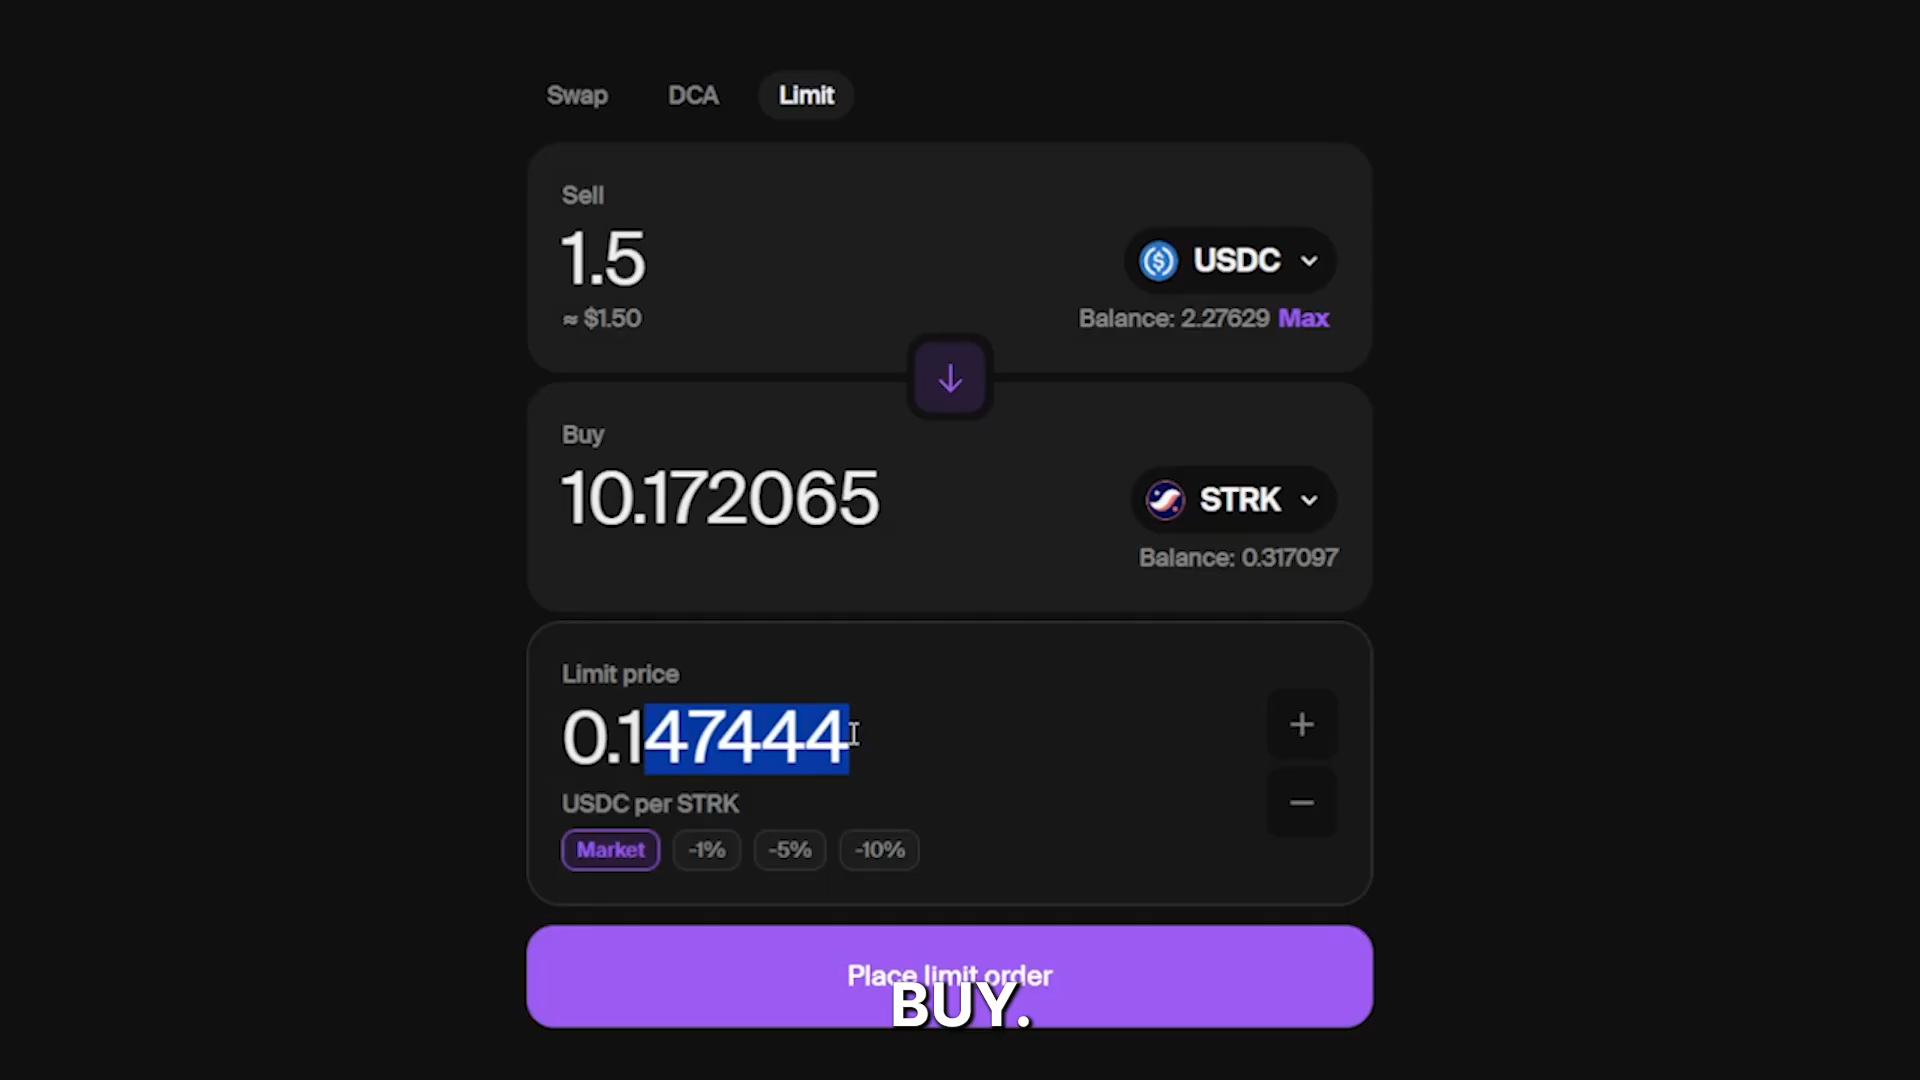 Swap DCA Limit
Sell
1.5
USDC
≈ $1.50
Balance: 2.27629 Max
Buy
10.172065
STRK
Balance: 0.317097
Limit price
0.147444
USDC per STRK
Market -1% -5% -10%
Place limit order
BUY.